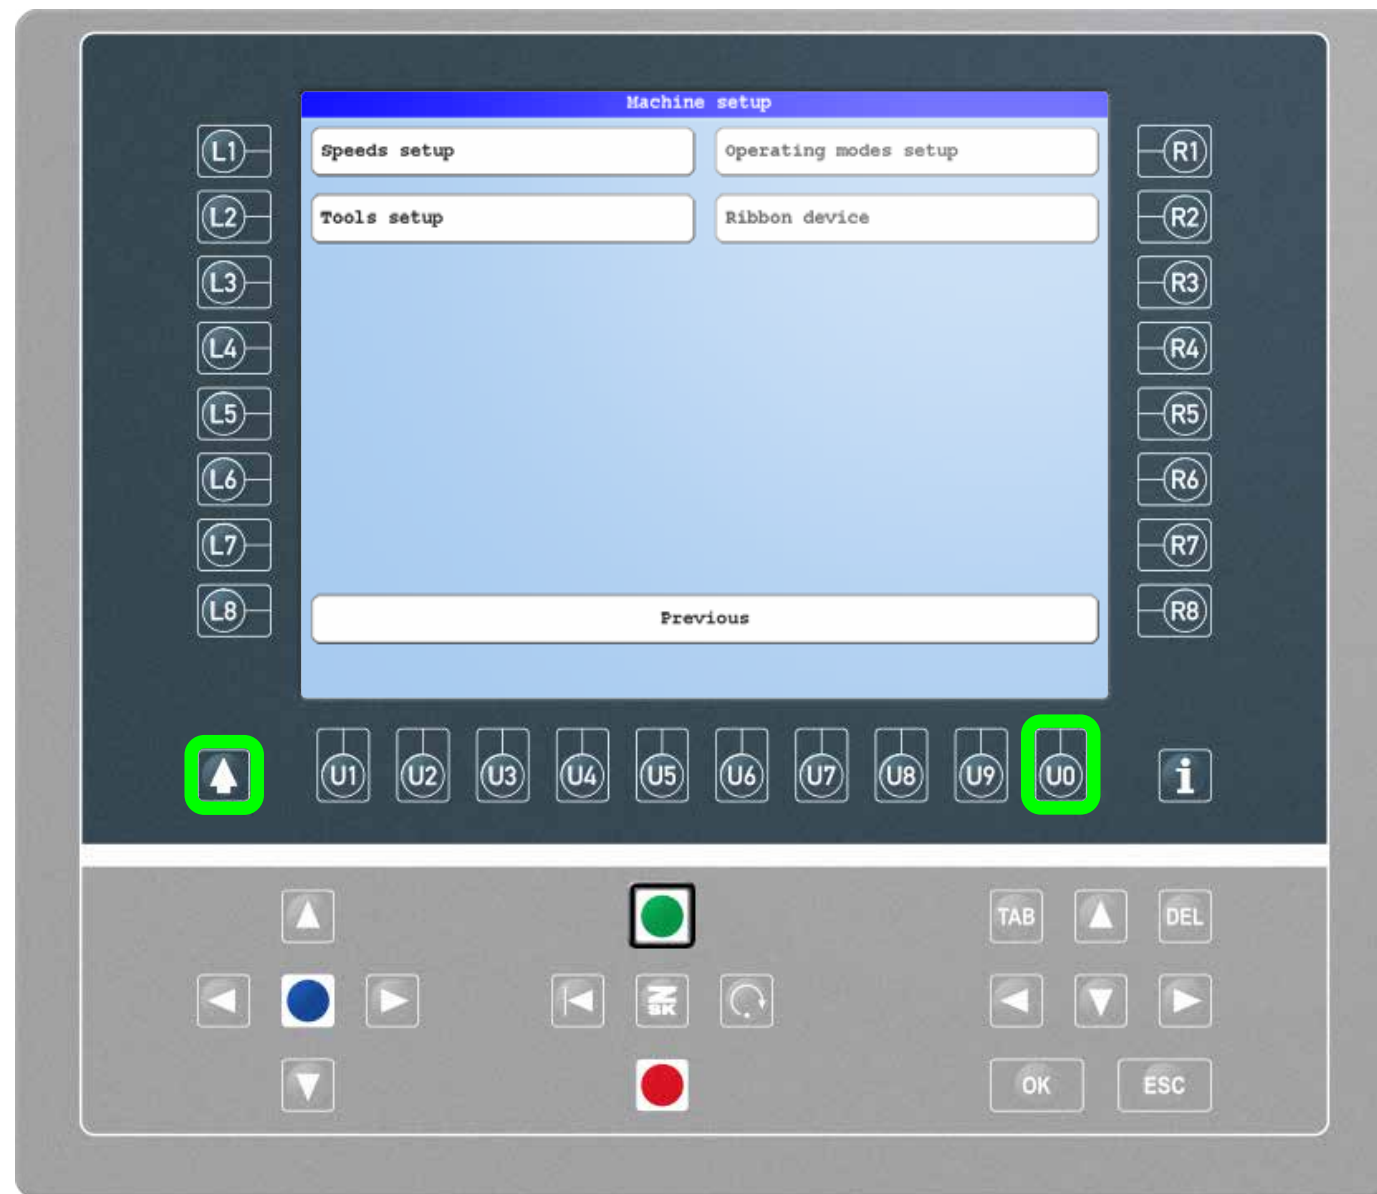 Machine setup
L1 Speeds setup Operating modes setup R1
L2 Tools setup Ribbon device R2
L3 R3
L4 R4
L5 R5
L6 R6
L7 R7
L8 Previous R8
U1 U2 U3 U4 U5 U6 U7 U8 U9 U0 i
TAB DEL
ZSK
OK ESC